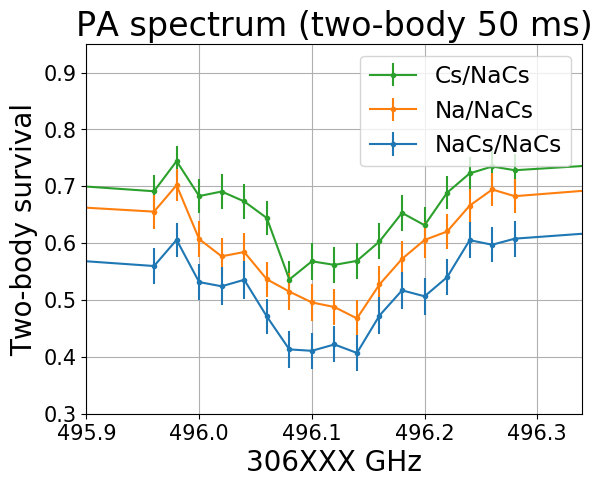 PA spectrum (two-body 50 ms)
Two-body survival
0.9
0.8
0.7
0.6
0.5
0.4
0.3
Cs/NaCs
Na/NaCs
NaCs/NaCs
495.9 496.0 496.1 496.2 496.3
306XXX GHz